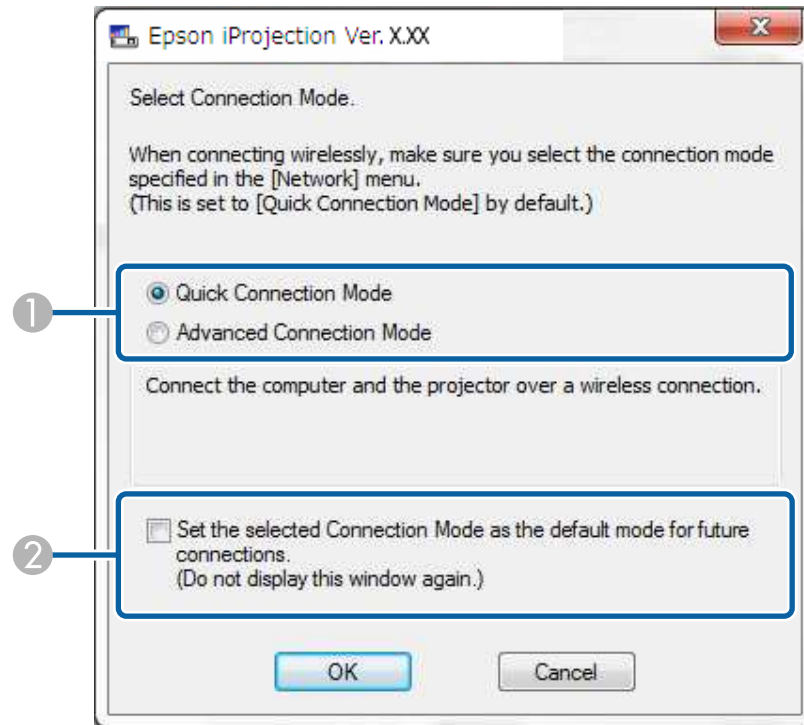 Epson iProjection Ver. X.XX
Select Connection Mode.
When connecting wirelessly, make sure you select the connection mode
specified in the [Network] menu.
(This is set to [Quick Connection Mode] by default.)
1
Quick Connection Mode
Advanced Connection Mode
Connect the computer and the projector over a wireless connection.
2
Set the selected Connection Mode as the default mode for future
connections.
(Do not display this window again.)
OK
Cancel